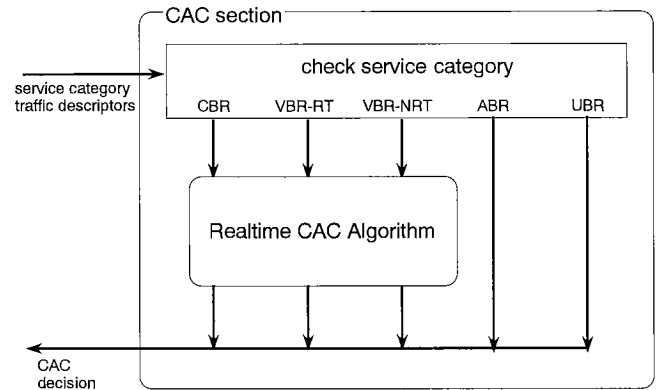 CAC section
check service category
service category
traffic descriptors
CBR VBR-RT VBR-NRT ABR UBR
Realtime CAC Algorithm
CAC
decision